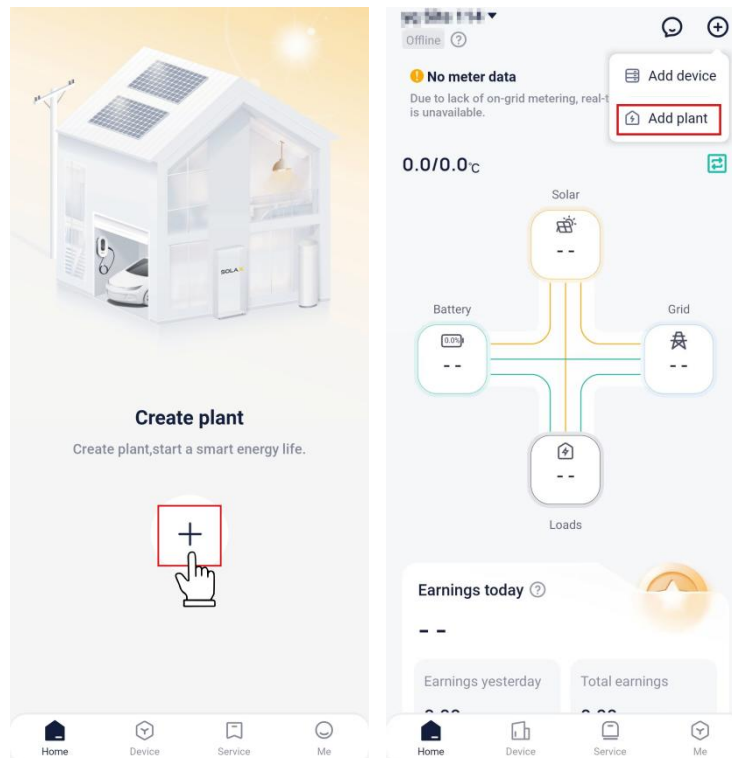 SOLAX
Create plant
Create plant,start a smart energy life.
Home
Device
Service
Me
Offline
No meter data
Due to lack of on-grid metering, real-t
is unavailable.
Add device
Add plant
0.0/0.0℃
Solar
- -
Battery
0.0%
- -
Grid
- -
- -
Loads
Earnings today
- -
Earnings yesterday
Total earnings
Home
Device
Service
Me